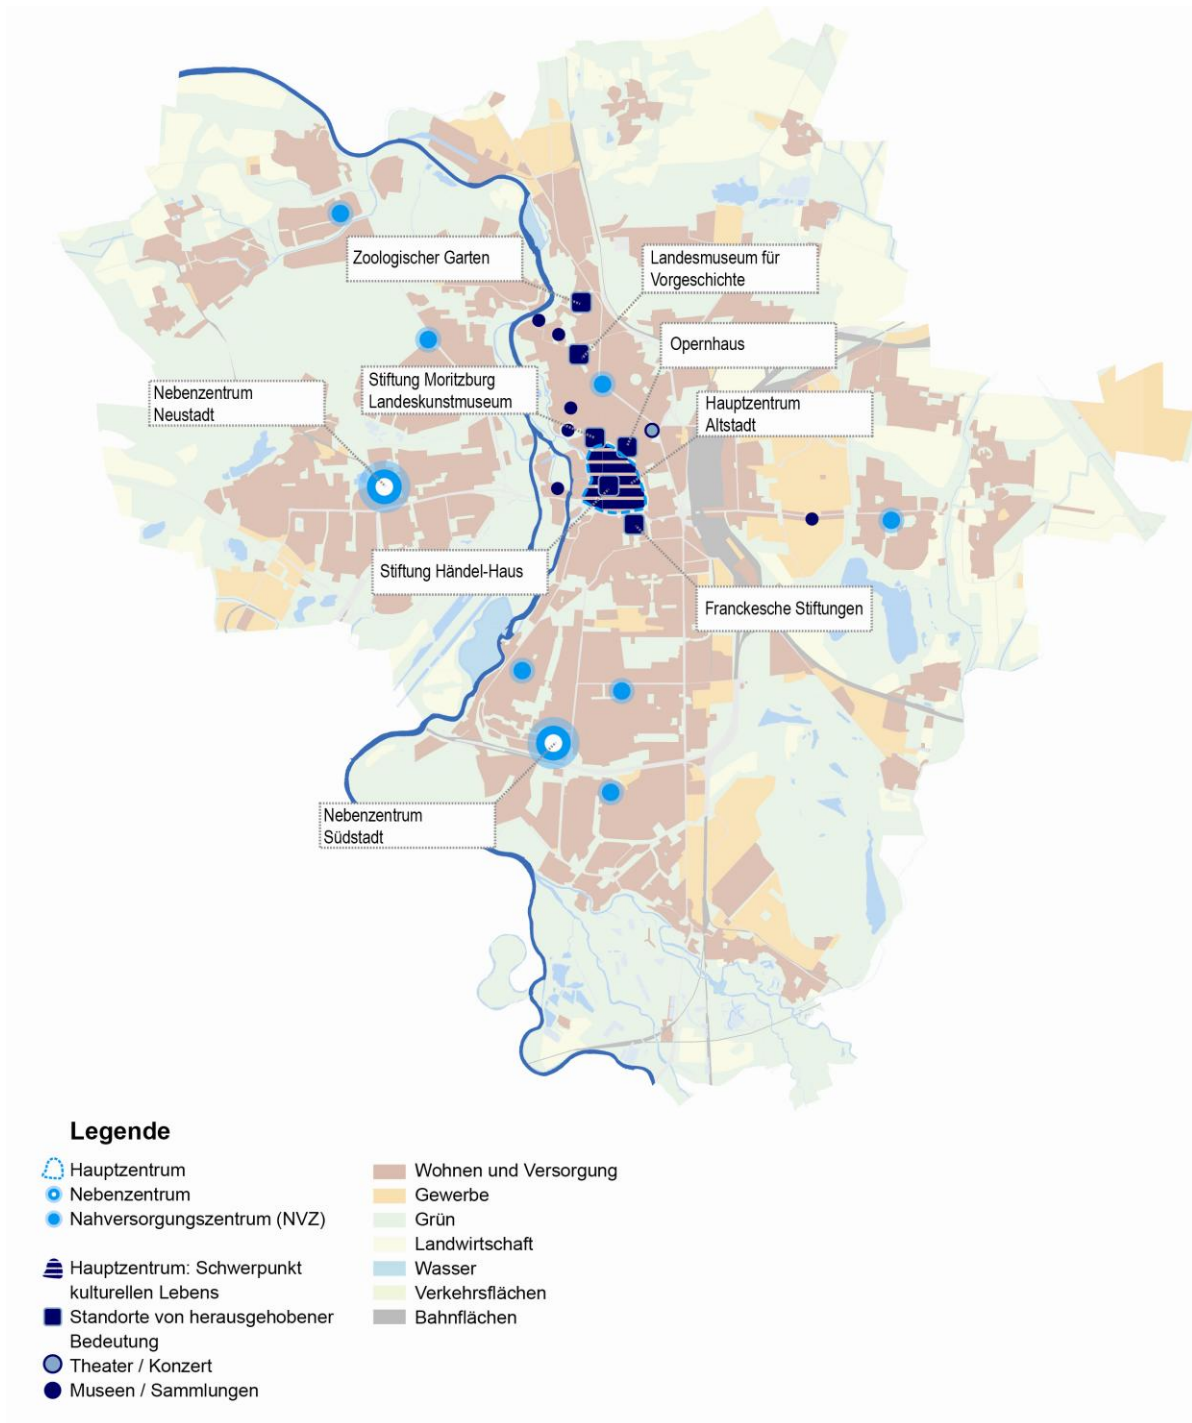 Zoologischer Garten
Landesmuseum für
Vorgeschichte
Opernhaus
Stiftung Moritzburg
Landeskunstmuseum
Nebenzentrum
Neustadt
Hauptzentrum
Altstadt
Stiftung Händel-Haus
Franckesche Stiftungen
Nebenzentrum
Südstadt
Legende
Hauptzentrum
Nebenzentrum
Nahversorgungszentrum (NVZ)
Hauptzentrum: Schwerpunkt
kulturellen Lebens
Standorte von herausgehobener
Bedeutung
Theater / Konzert
Museen / Sammlungen
Wohnen und Versorgung
Gewerbe
Grün
Landwirtschaft
Wasser
Verkehrsflächen
Bahnflächen